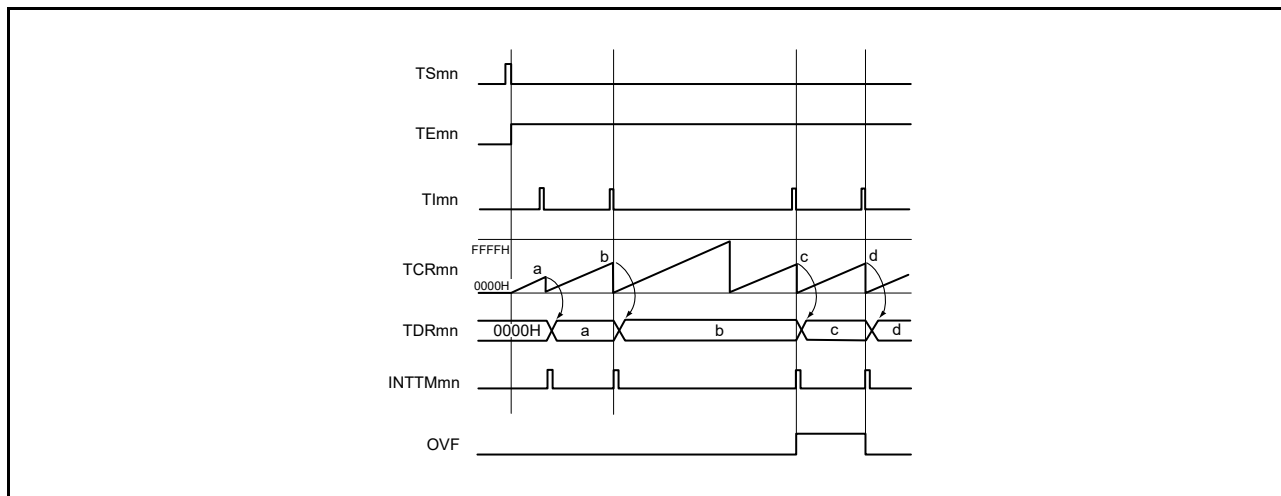 TSmn
TEmn
TImn
FFFFH
TCRmn
0000H
a
b
c
d
TDRmn
0000H
a
b
c
d
INTTMmn
OVF